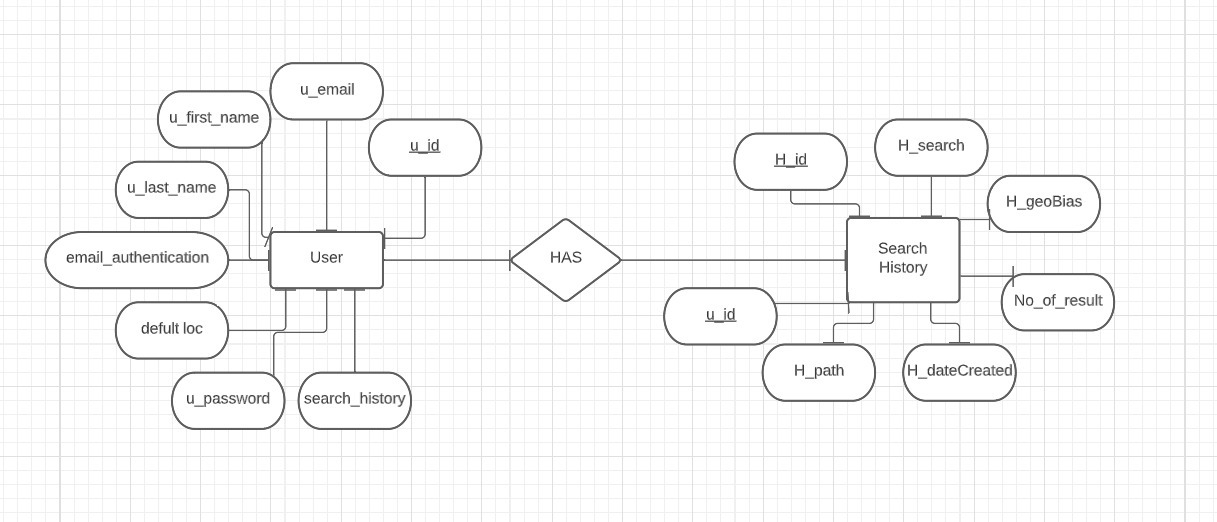 u_email
u_first_name
u_id
u_last_name
email_authentication
User
defult loc
u_password
search_history
HAS
H_id
H_search
H_geoBias
Search
History
No_of_result
u_id
H_path
H_dateCreated